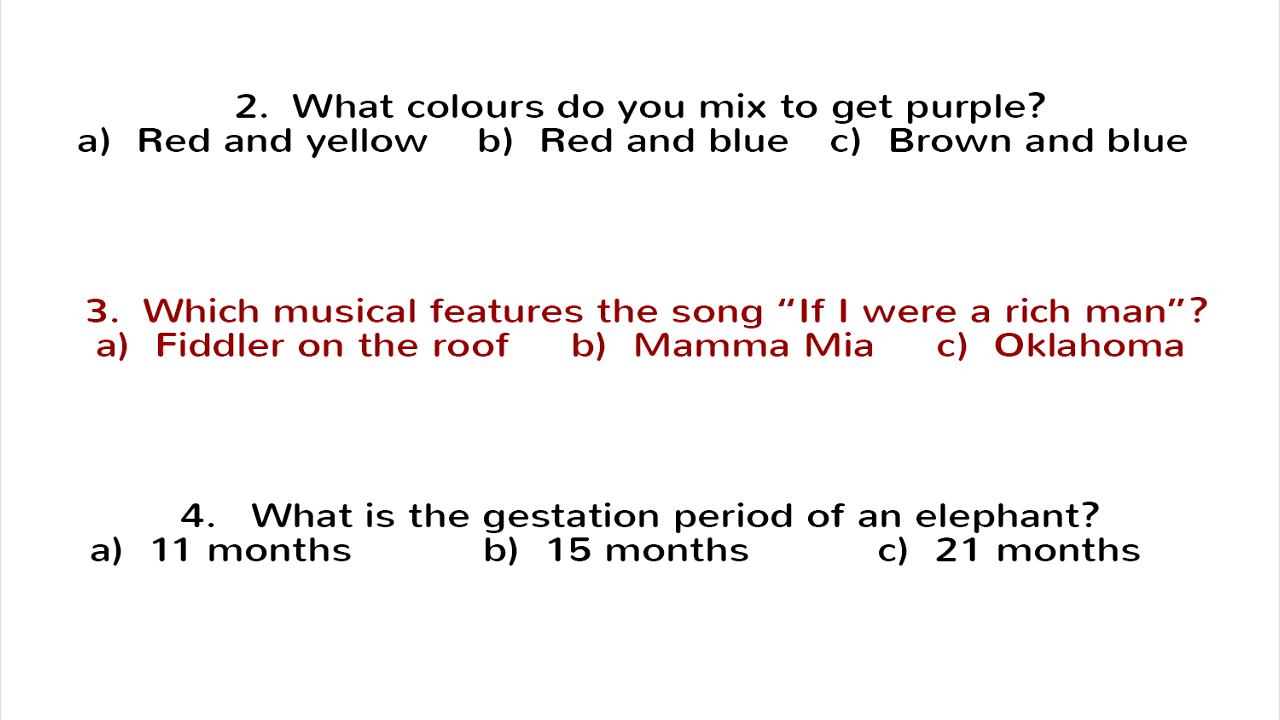 2. What colours do you mix to get purple?
a) Red and yellow b) Red and blue c) Brown and blue
3. Which musical features the song “If I were a rich man”?
a) Fiddler on the roof b) Mamma Mia c) Oklahoma
4. What is the gestation period of an elephant?
a) 11 months b) 15 months c) 21 months